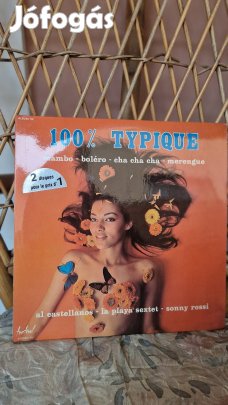 Jófogás
100% TYPIQUE
mambo - boléro - cha cha cha - merengue
2 disques
pour le prix d'1
al castellanos - la playa sextet - sonny rossi